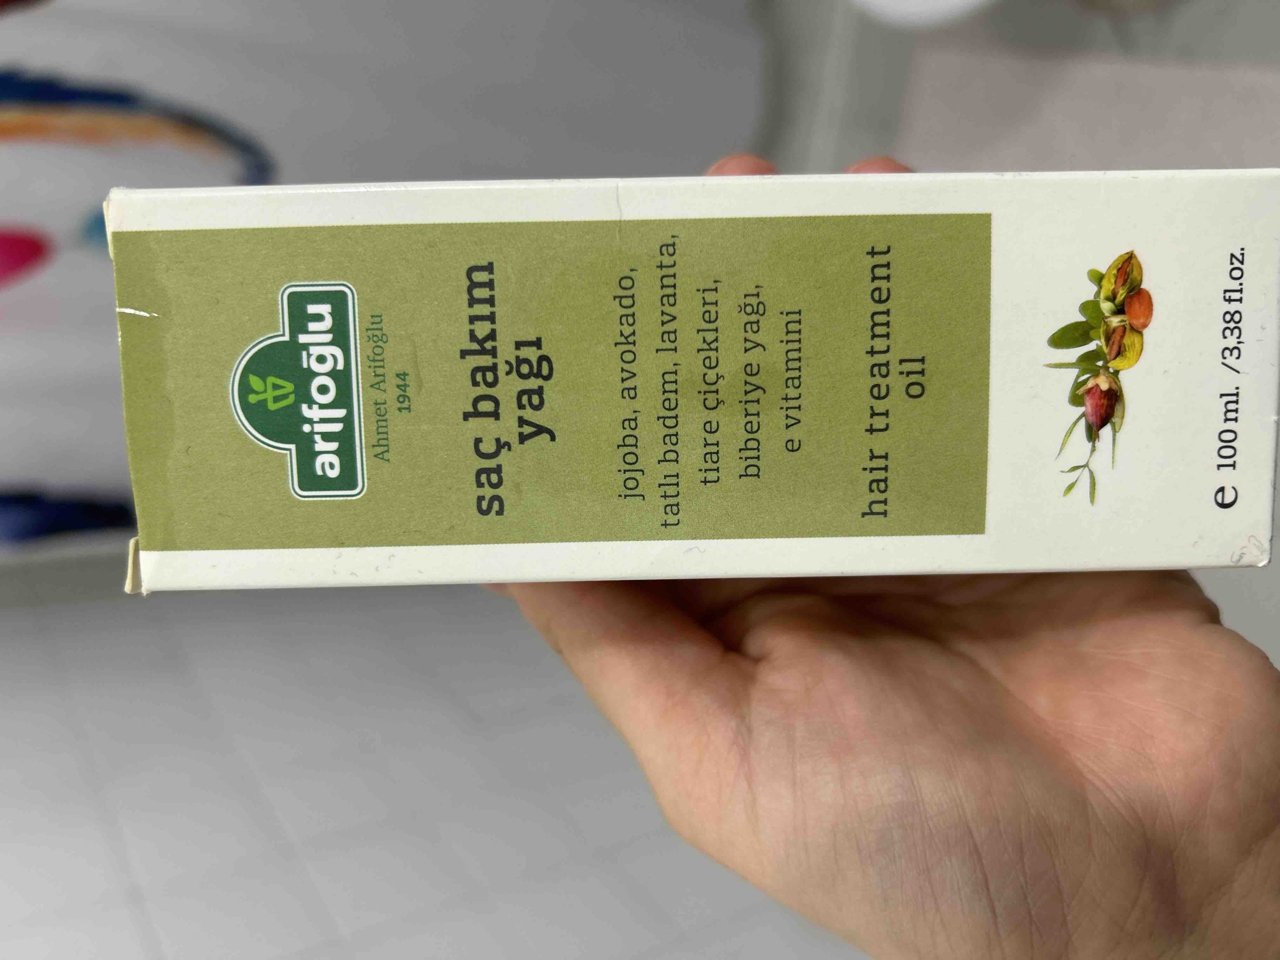 arifoğlu
Ahmet Arifoğlu
1944
saç bakım
yağı
jojoba, avokado,
tatlı badem, lavanta,
tiare çiçekleri,
biberiye yağı,
e vitamini
hair treatment
oil
e 100 ml. /3,38 fl.oz.